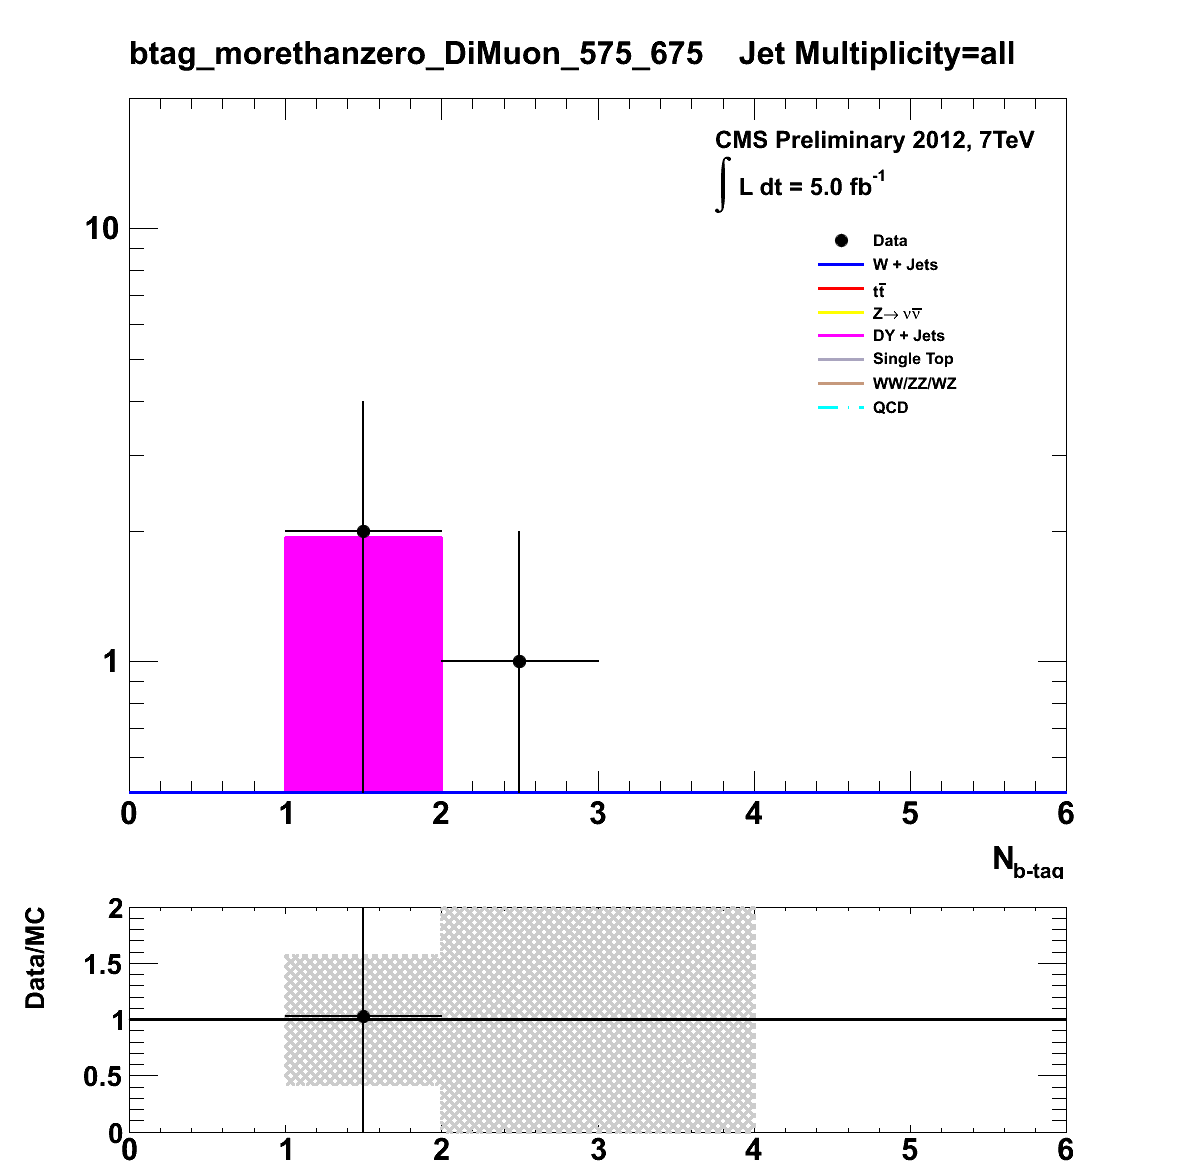 btag_morethanzero_DiMuon_575_675 Jet Multiplicity=all
CMS Preliminary 2012, 7TeV
∫ L dt = 5.0 fb⁻¹
Data
W + Jets
tt̅
Z→ νν̅
DY + Jets
Single Top
WW/ZZ/WZ
QCD
10
1
0 1 2 3 4 5 6
N_b-tag
Data/MC
2
1.5
1
0.5
0
0 1 2 3 4 5 6